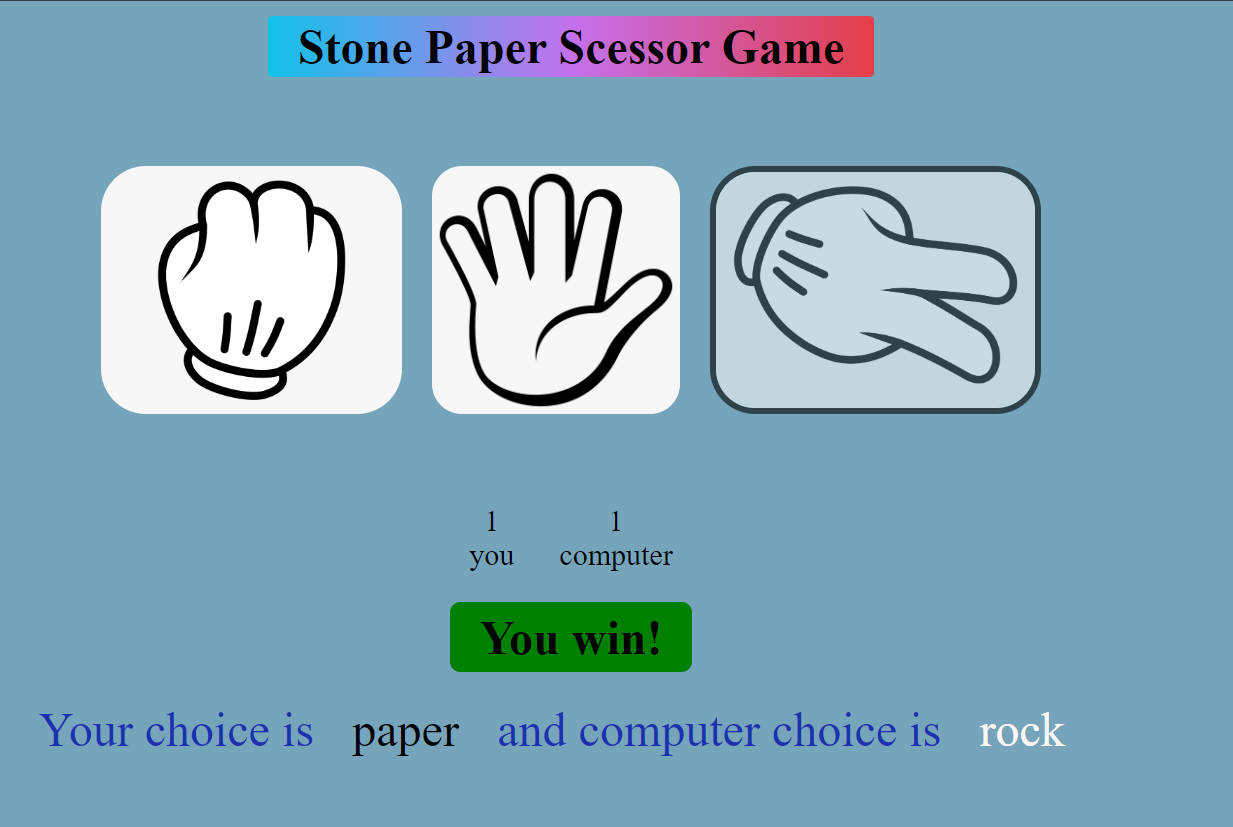 Stone Paper Scessor Game
1 1
you computer
You win!
Your choice is paper and computer choice is rock